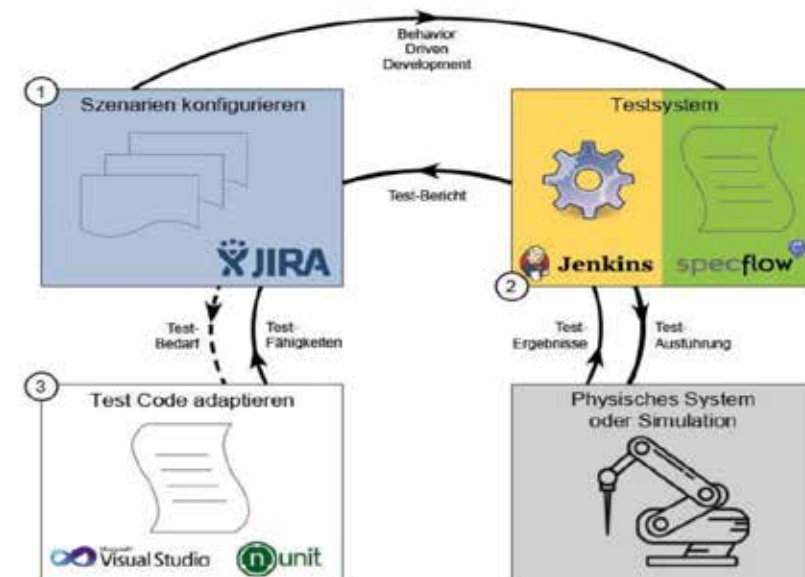 Behavior
Driven
Development
1
Szenarien konfigurieren
JIRA
Test-Bericht
Testsystem
Jenkins
specflow
2
Test-
Bedarf
Test-
Fähigkeiten
Test-
Ergebnisse
Test-
Ausführung
3
Test Code adaptieren
Microsoft
Visual Studio
n unit
Physisches System
oder Simulation